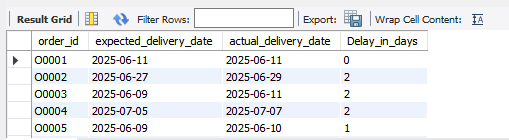 Result Grid Filter Rows: Export: Wrap Cell Content:
order_id expected_delivery_date actual_delivery_date Delay_in_days
O0001 2025-06-11 2025-06-11 0
O0002 2025-06-27 2025-06-29 2
O0003 2025-06-09 2025-06-11 2
O0004 2025-07-05 2025-07-07 2
O0005 2025-06-09 2025-06-10 1